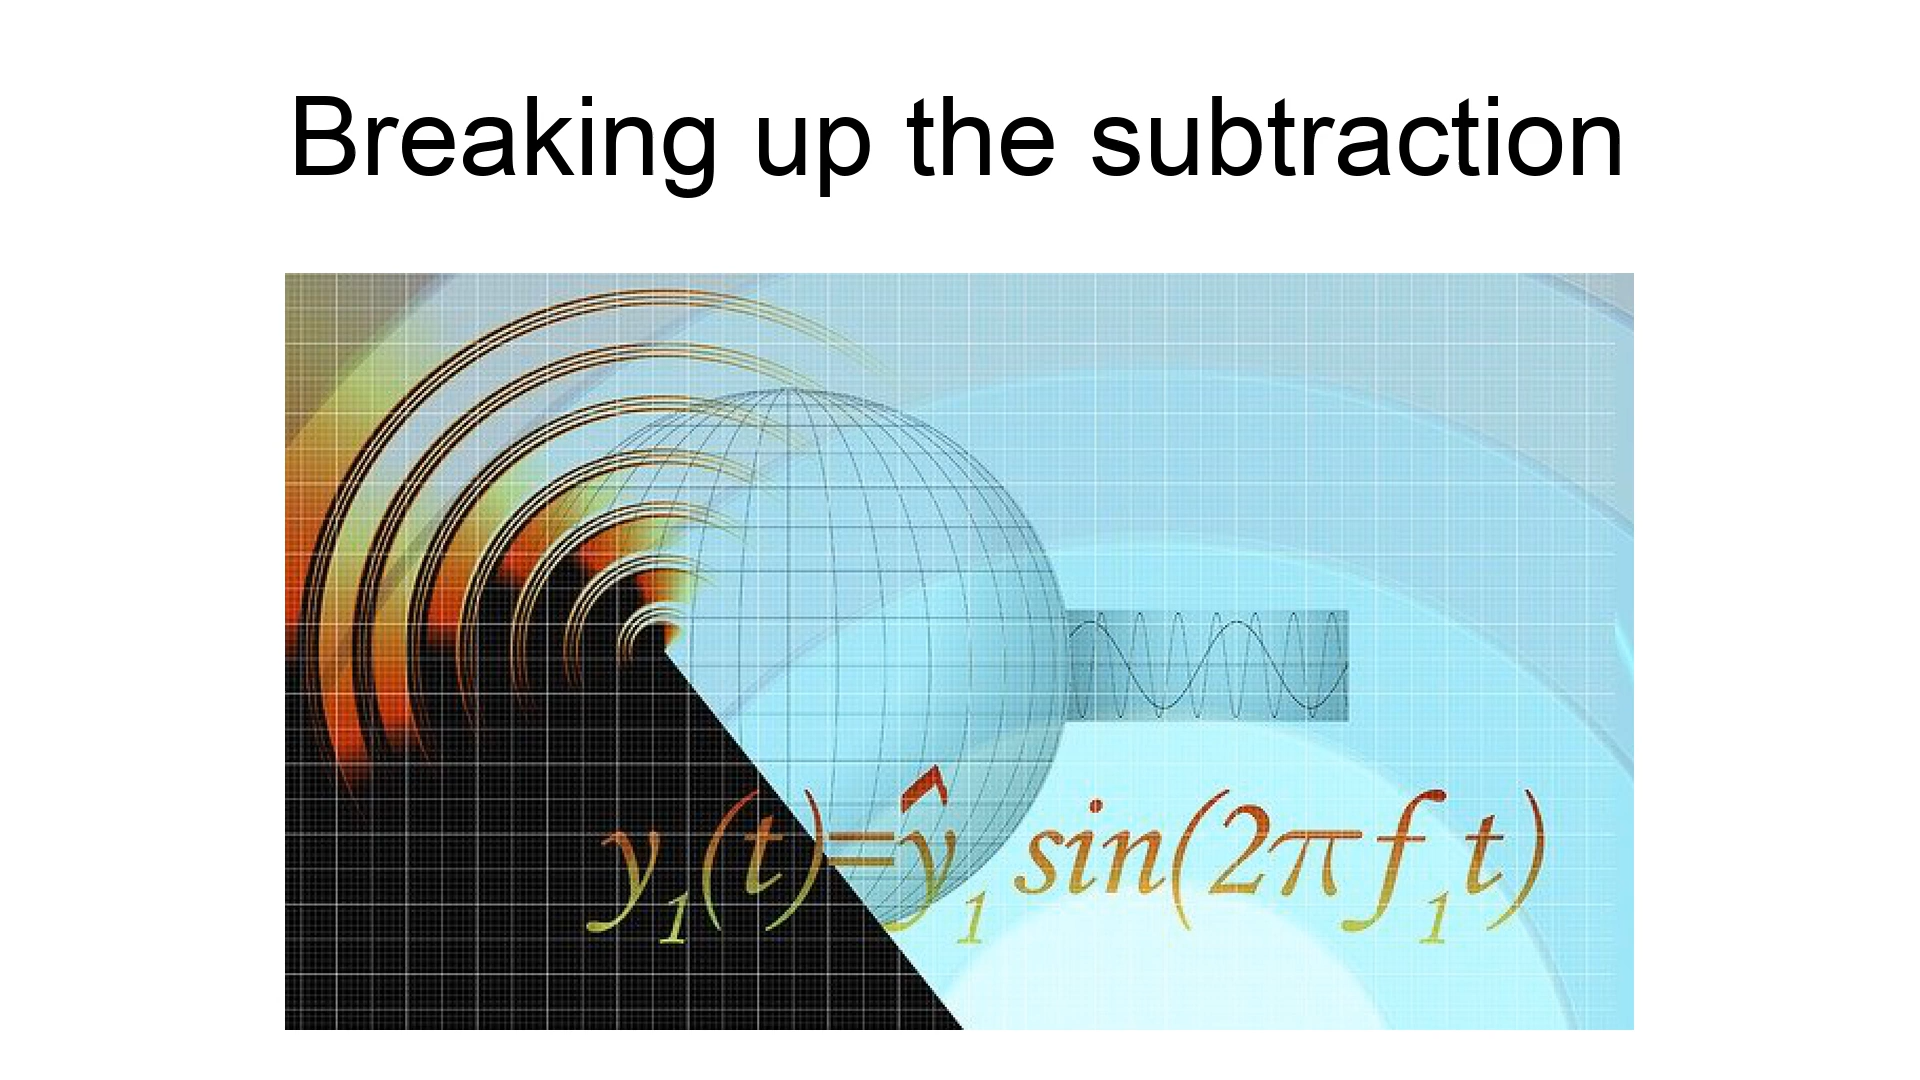 Breaking up the subtraction
y₁(t)=ŷ₁ sin(2πf₁t)